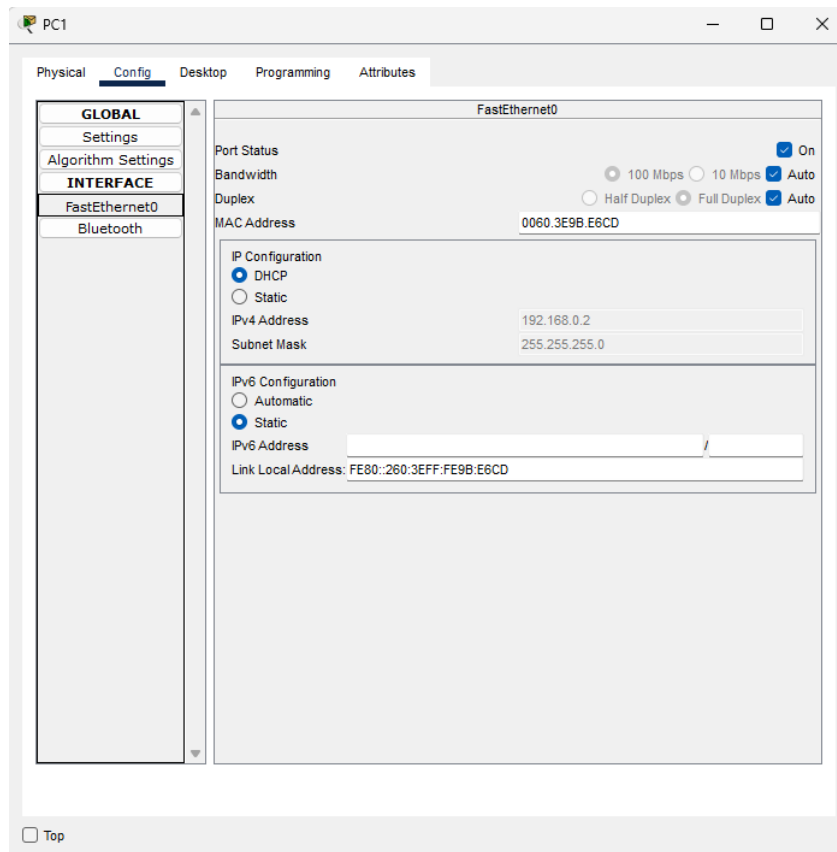 PC1
Physical Config Desktop Programming Attributes
GLOBAL
Settings
Algorithm Settings
INTERFACE
FastEthernet0
Bluetooth
FastEthernet0
Port Status On
Bandwidth 100 Mbps 10 Mbps Auto
Duplex Half Duplex Full Duplex Auto
MAC Address 0060.3E9B.E6CD
IP Configuration
DHCP
Static
IPv4 Address 192.168.0.2
Subnet Mask 255.255.255.0
IPv6 Configuration
Automatic
Static
IPv6 Address /
Link Local Address: FE80::260:3EFF:FE9B:E6CD
Top